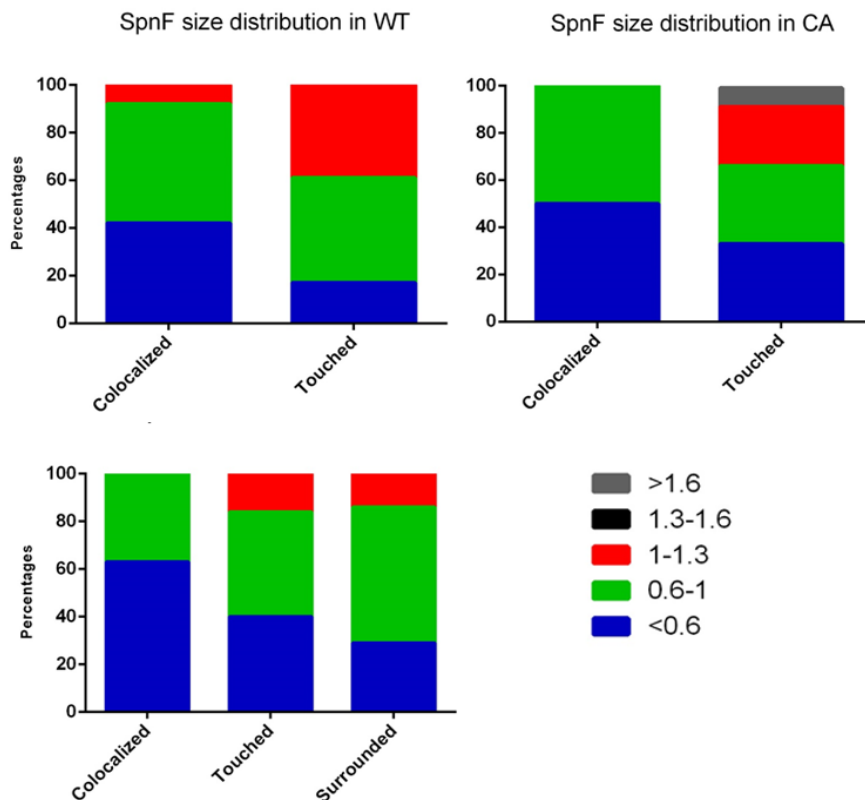 SpnF size distribution in WT
SpnF size distribution in CA
Percentages
100
80
60
40
20
0
Colocalized
Touched
100
80
60
40
20
0
Colocalized
Touched
Percentages
100
80
60
40
20
0
Colocalized
Touched
Surrounded
>1.6
1.3-1.6
1-1.3
0.6-1
<0.6